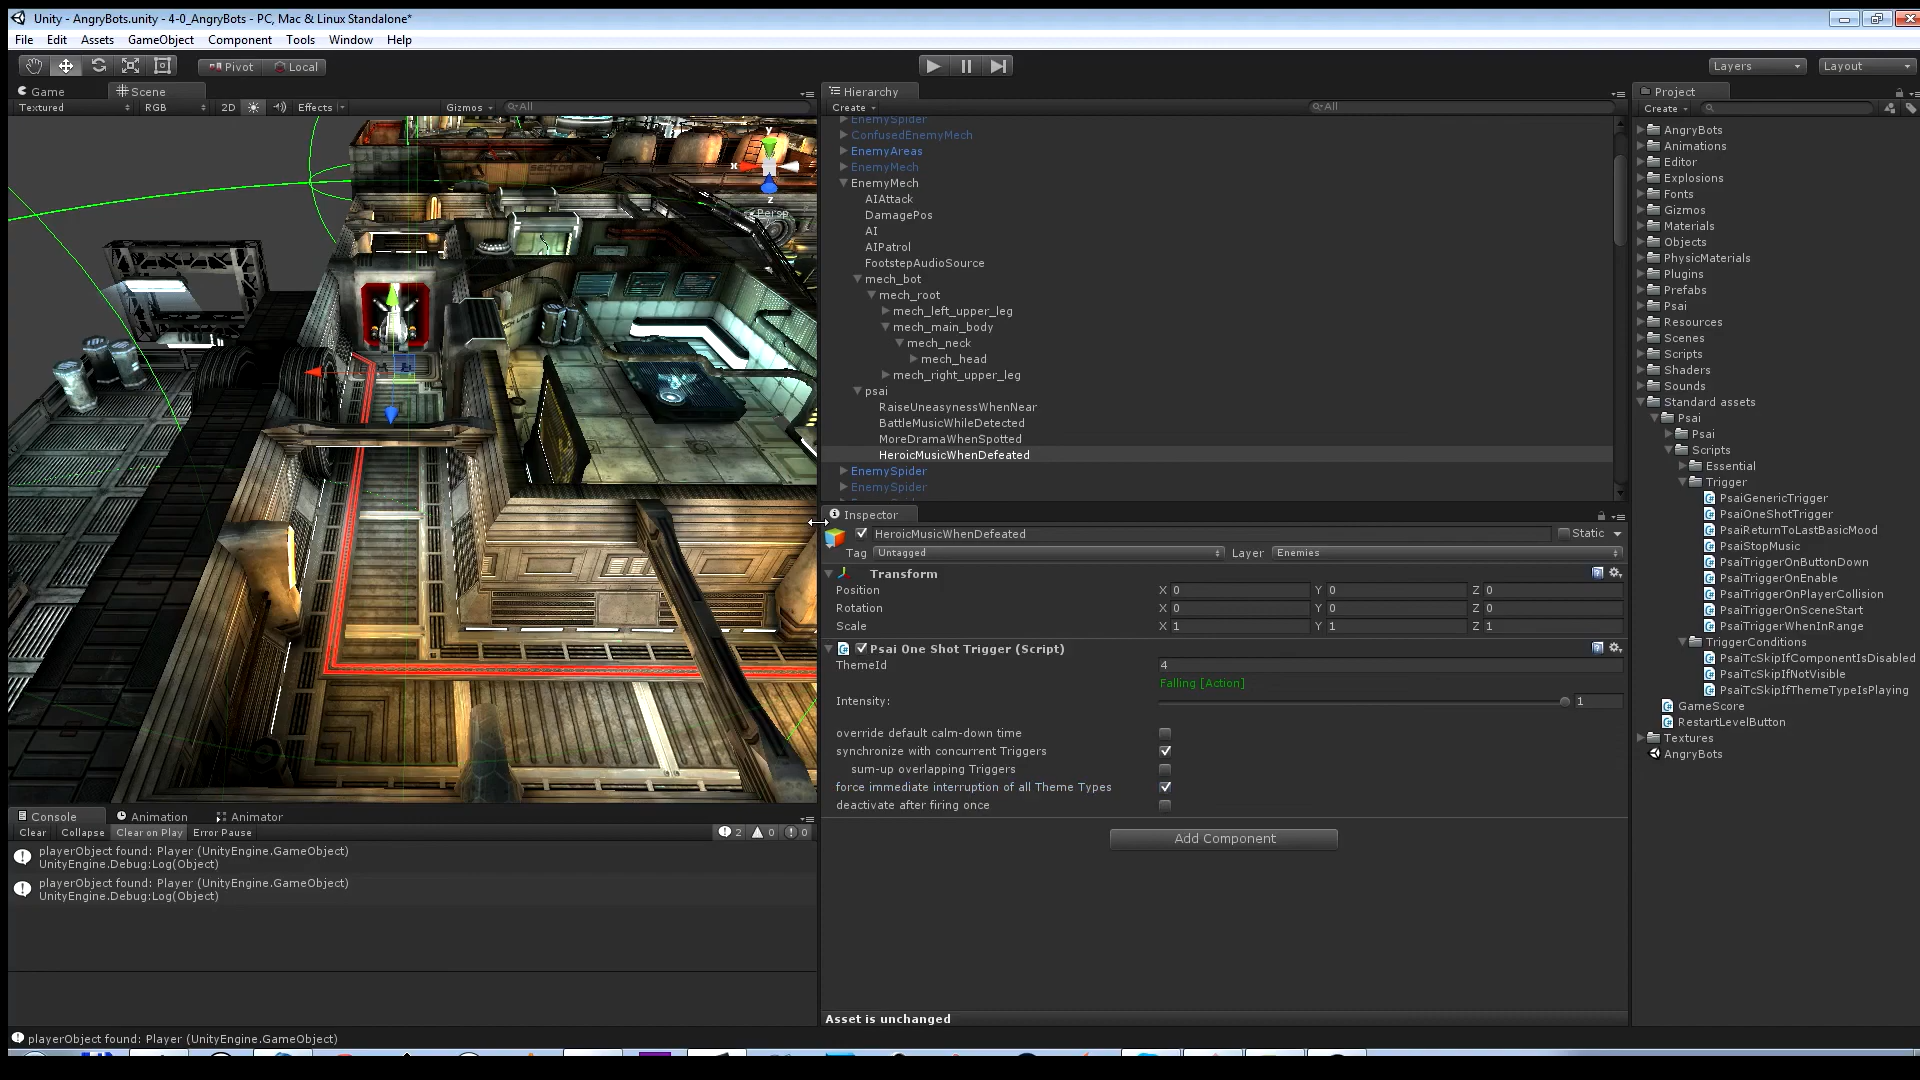 Unity - AngryBots.unity - 4-0_AngryBots - PC, Mac & Linux Standalone*
File Edit Assets GameObject Component Tools Window Help
Pivot Local
Layers Layout
Game Scene
Textured RGB 2D Effects Gizmos All
Hierarchy
Create All
EnemySpider
ConfusedEnemyMech
EnemyAreas
EnemyMech
EnemyMech
AIAttack
DamagePos
AI
AIPatrol
FootstepAudioSource
mech_bot
mech_root
mech_left_upper_leg
mech_main_body
mech_neck
mech_head
mech_right_upper_leg
psai
RaiseUneasynessWhenNear
BattleMusicWhileDetected
MoreDramaWhenSpotted
HeroicMusicWhenDefeated
EnemySpider
EnemySpider
y
x
z
Persp
Inspector
HeroicMusicWhenDefeated Static
Tag Untagged Layer Enemies
Transform
Position X 0 Y 0 Z 0
Rotation X 0 Y 0 Z 0
Scale X 1 Y 1 Z 1
Psai One Shot Trigger (Script)
ThemeId 4
Falling [Action]
Intensity: 1
override default calm-down time
synchronize with concurrent Triggers
sum-up overlapping Triggers
force immediate interruption of all Theme Types
deactivate after firing once
Add Component
Asset is unchanged
Project
Create
AngryBots
Animations
Editor
Explosions
Fonts
Gizmos
Materials
Objects
PhysicMaterials
Plugins
Prefabs
Psai
Resources
Scenes
Scripts
Shaders
Sounds
Standard assets
Psai
Psai
Scripts
Essential
Trigger
PsaiGenericTrigger
PsaiOneShotTrigger
PsaiReturnToLastBasicMood
PsaiStopMusic
PsaiTriggerOnButtonDown
PsaiTriggerOnEnable
PsaiTriggerOnPlayerCollision
PsaiTriggerOnSceneStart
PsaiTriggerWhenInRange
TriggerConditions
PsaiTcSkipIfComponentIsDisabled
PsaiTcSkipIfNotVisible
PsaiTcSkipIfThemeTypeIsPlaying
GameScore
RestartLevelButton
Textures
AngryBots
Console Animation Animator
Clear Collapse Clear on Play Error Pause 2 0 0
playerObject found: Player (UnityEngine.GameObject)
UnityEngine.Debug:Log(Object)
playerObject found: Player (UnityEngine.GameObject)
UnityEngine.Debug:Log(Object)
playerObject found: Player (UnityEngine.GameObject)